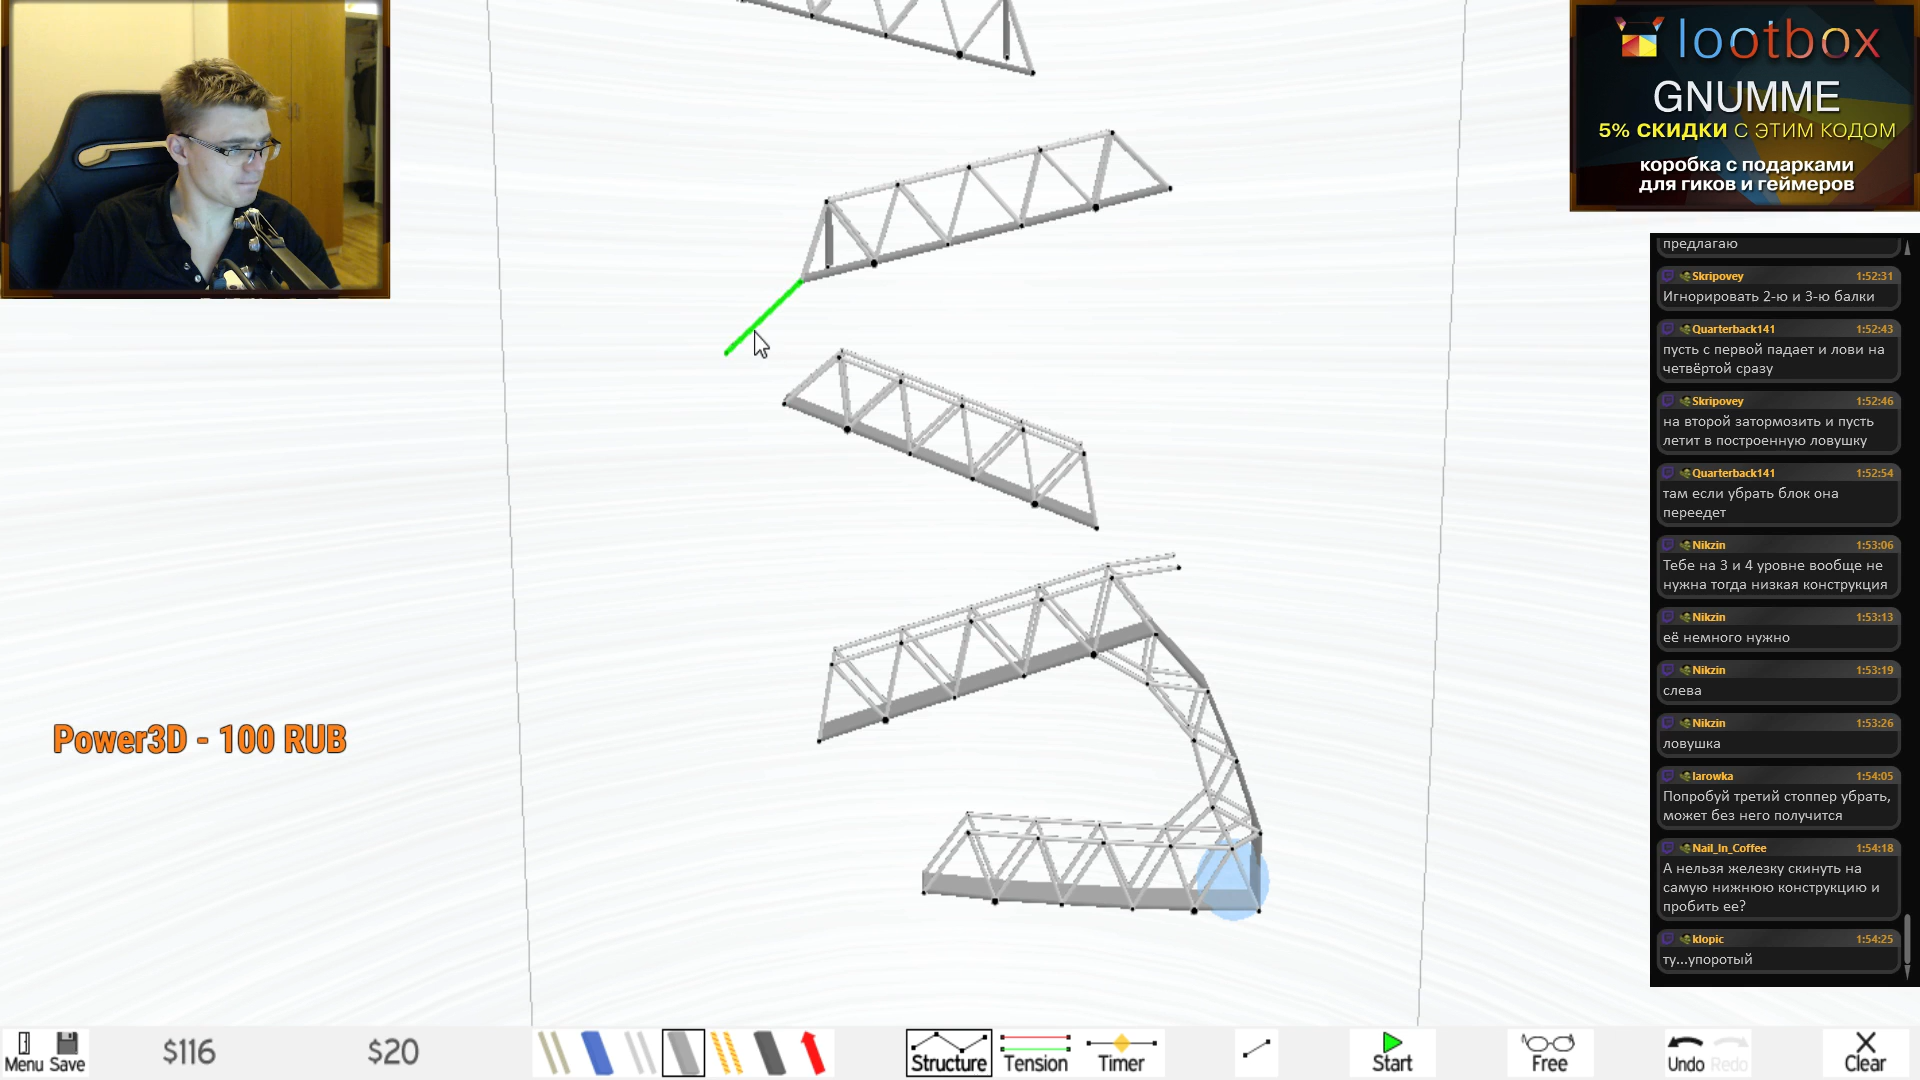 lootbox
GNUMME
5% СКИДКИ С ЭТИМ КОДОМ
коробка с подарками
для гиков и геймеров
предлагаю
Skripovey 1:52:31
Игнорировать 2-ю и 3-ю балки
Quarterback141 1:52:43
пусть с первой падает и лови на
четвёртой сразу
Skripovey 1:52:46
на второй затормозить и пусть
летит в построенную ловушку
Quarterback141 1:52:54
там если убрать блок она
переедет
Nikzin 1:53:06
Тебе на 3 и 4 уровне вообще не
нужна тогда низкая конструкция
Nikzin 1:53:13
её немного нужно
Nikzin 1:53:19
слева
Nikzin 1:53:26
ловушка
larowka 1:54:05
Попробуй третий стоппер убрать,
может без него получится
Nail_In_Coffee 1:54:18
А нельзя железку скинуть на
самую нижнюю конструкцию и
пробить ее?
klopic 1:54:25
ту...упоротый
Power3D - 100 RUB
Menu Save $116 $20 Structure Tension Timer Start Free Undo Redo Clear